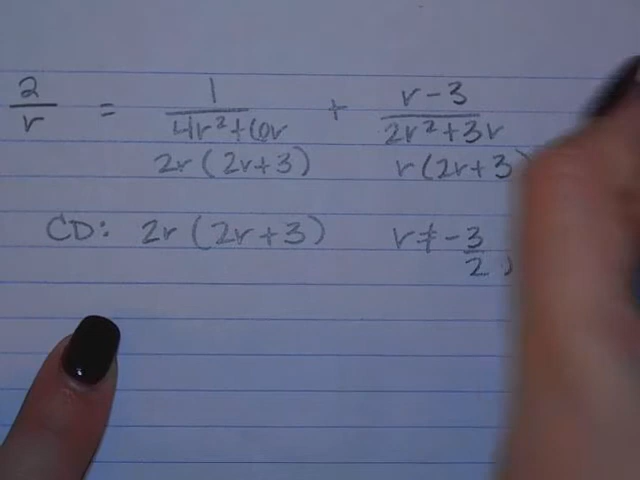 2/r = 1/(4r²+6r) + (r-3)/(2r²+3r)
2r(2r+3) r(2r+3)
CD: 2r(2r+3) r≠-3/2,